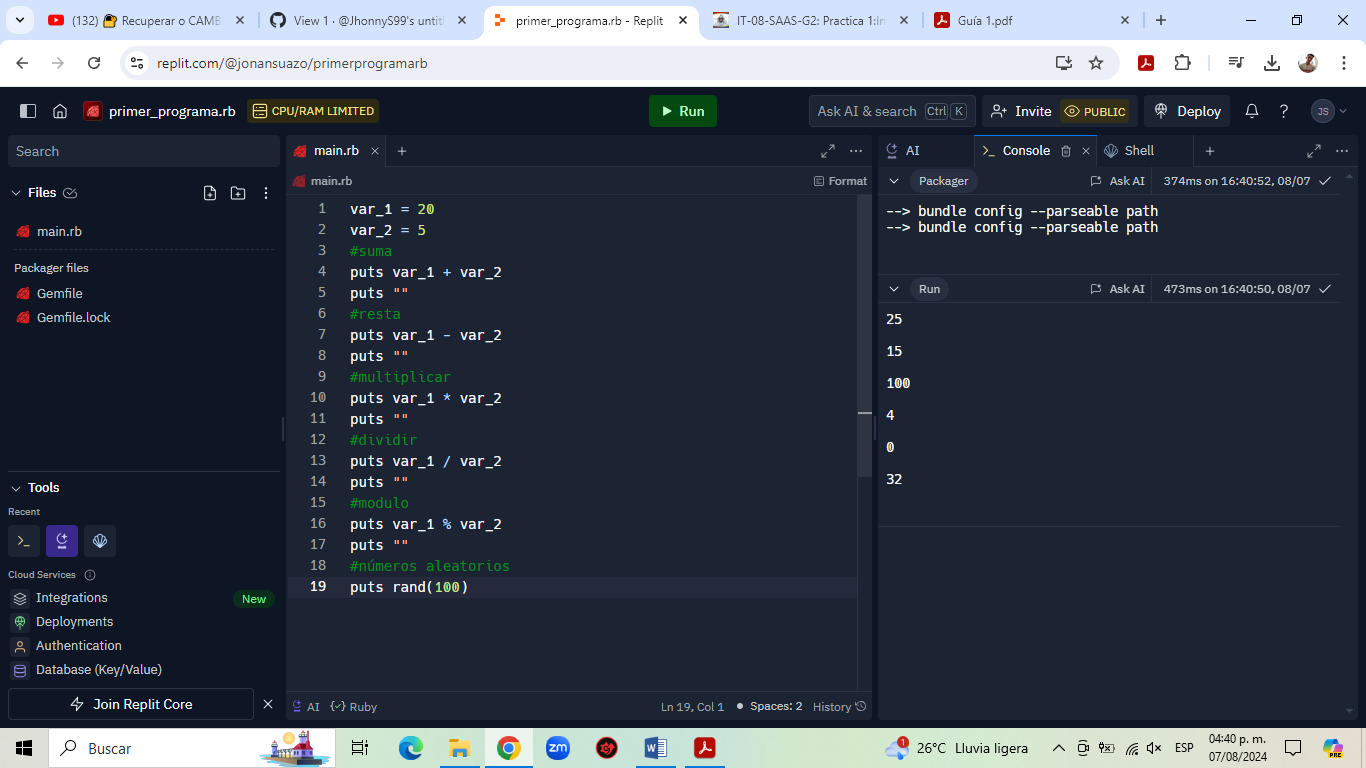 (132) 🔐 Recuperar o CAMB
View 1 · @JhonnyS99's untitl
primer_programa.rb - Replit
IT-08-SAAS-G2: Practica 1:In
Guía 1.pdf
replit.com/@jonansuazo/primerprogramarb
primer_programa.rb
CPU/RAM LIMITED
Run
Ask AI & search Ctrl K
Invite
PUBLIC
Deploy
JS
Search
Files
main.rb
Packager files
Gemfile
Gemfile.lock
Tools
Recent
Cloud Services
Integrations New
Deployments
Authentication
Database (Key/Value)
Join Replit Core
main.rb
main.rb
Format
1 var_1 = 20
2 var_2 = 5
3 #suma
4 puts var_1 + var_2
5 puts ""
6 #resta
7 puts var_1 - var_2
8 puts ""
9 #multiplicar
10 puts var_1 * var_2
11 puts ""
12 #dividir
13 puts var_1 / var_2
14 puts ""
15 #modulo
16 puts var_1 % var_2
17 puts ""
18 #números aleatorios
19 puts rand(100)
AI
Ruby
Ln 19, Col 1
Spaces: 2
History
AI
Console
Shell
Packager
Ask AI
374ms on 16:40:52, 08/07
--> bundle config --parseable path
--> bundle config --parseable path
Run
Ask AI
473ms on 16:40:50, 08/07
25
15
100
4
0
32
Buscar
zm
1
26°C Lluvia ligera
ESP
04:40 p. m.
07/08/2024
PRE